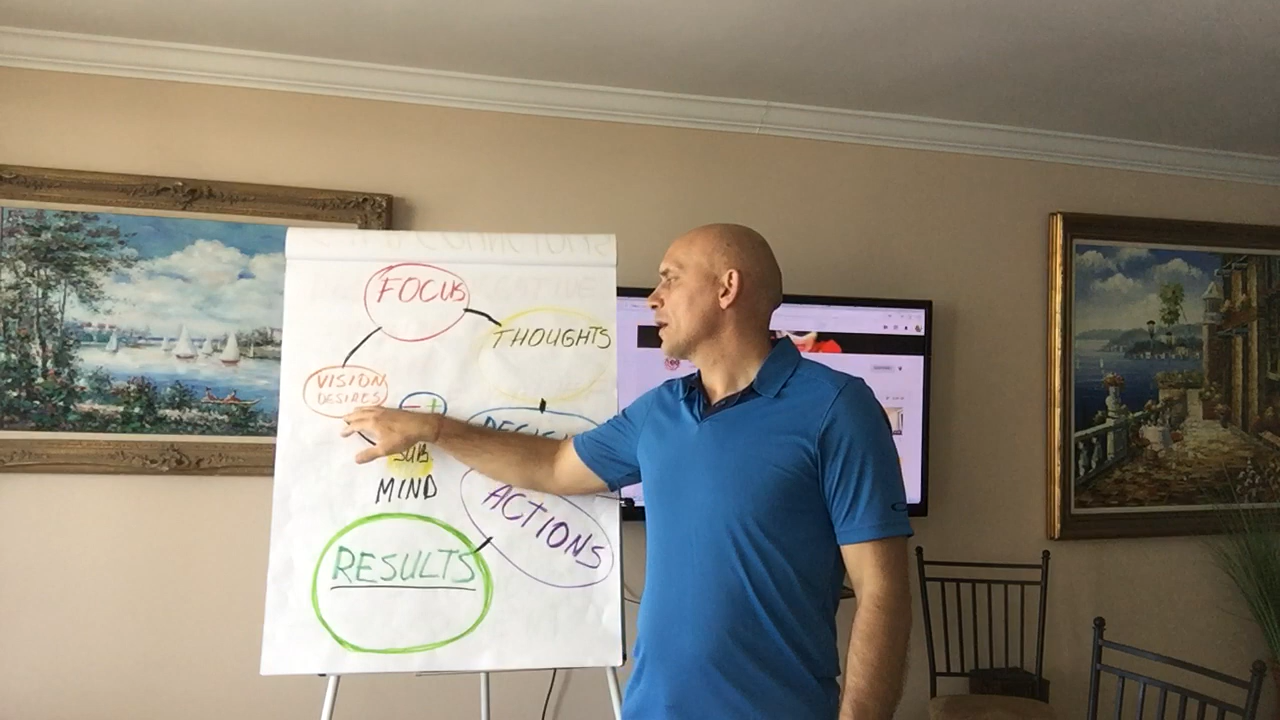 FOCUS
THOUGHTS
VISION
DESIRES
- +
SUB
MIND
ACTIONS
RESULTS